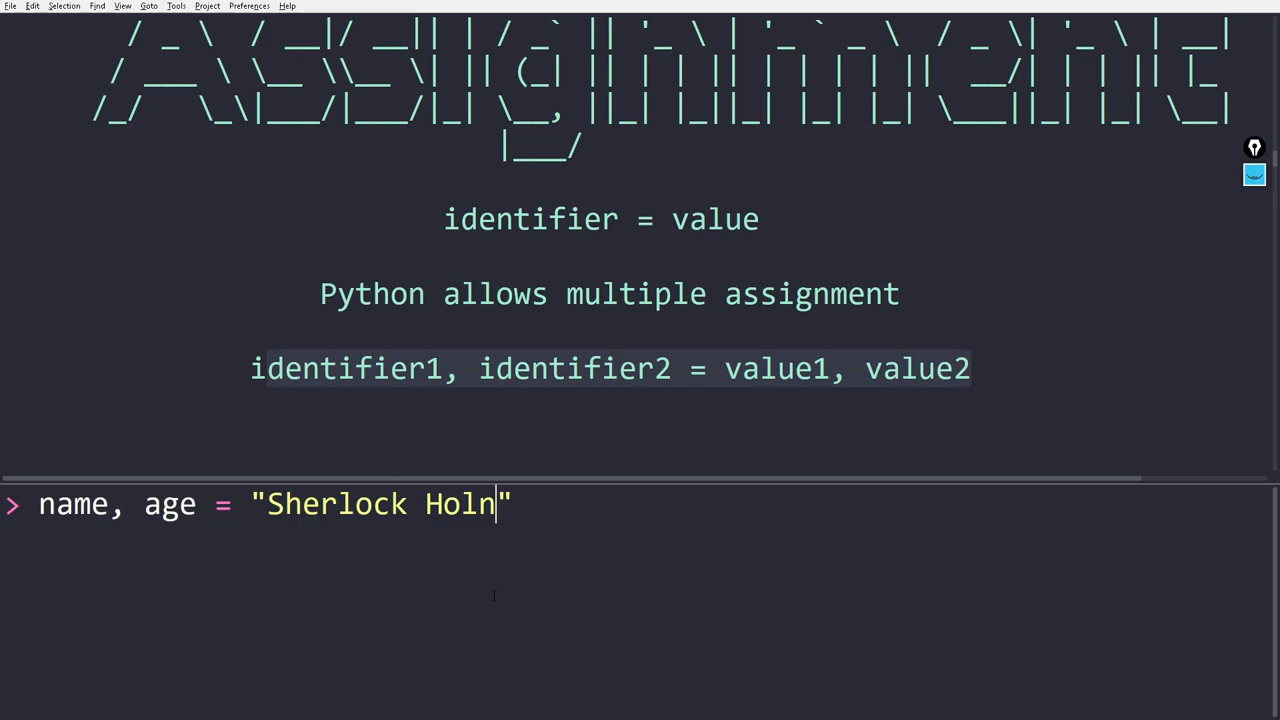 File Edit Selection Find View Goto Tools Project Preferences Help
Assignment
identifier = value
Python allows multiple assignment
identifier1, identifier2 = value1, value2
> name, age = "Sherlock Holn"